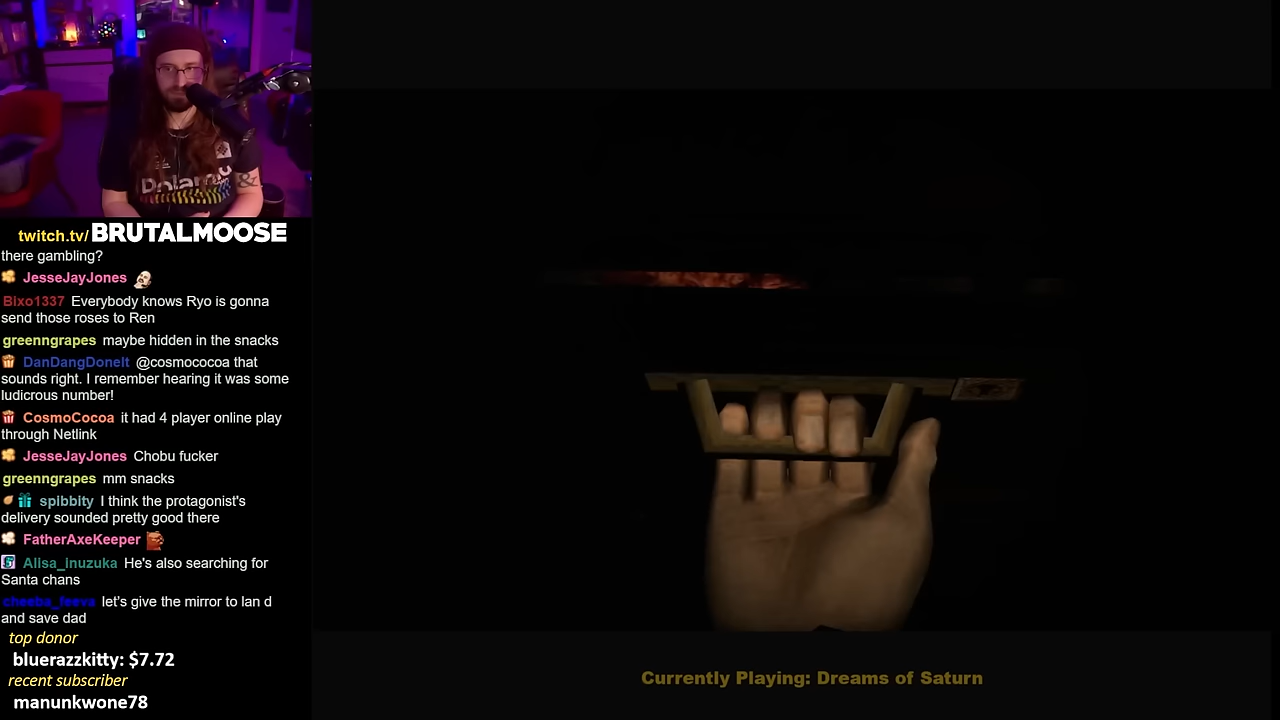 Dolamu
&
twitch.tv/BRUTALMOOSE
there gambling?
JesseJayJones
Bixo1337 Everybody knows Ryo is gonna
send those roses to Ren
greenngrapes maybe hidden in the snacks
DanDangDoneIt @cosmococoa that
sounds right. I remember hearing it was some
ludicrous number!
CosmoCocoa it had 4 player online play
through Netlink
JesseJayJones Chobu fucker
greenngrapes mm snacks
spibbity I think the protagonist's
delivery sounded pretty good there
FatherAxeKeeper
Alisa_inuzuka He's also searching for
Santa chans
cheeba_feeva let's give the mirror to lan d
and save dad
top donor
bluerazzkitty: $7.72
recent subscriber
manunkwone78
Currently Playing: Dreams of Saturn